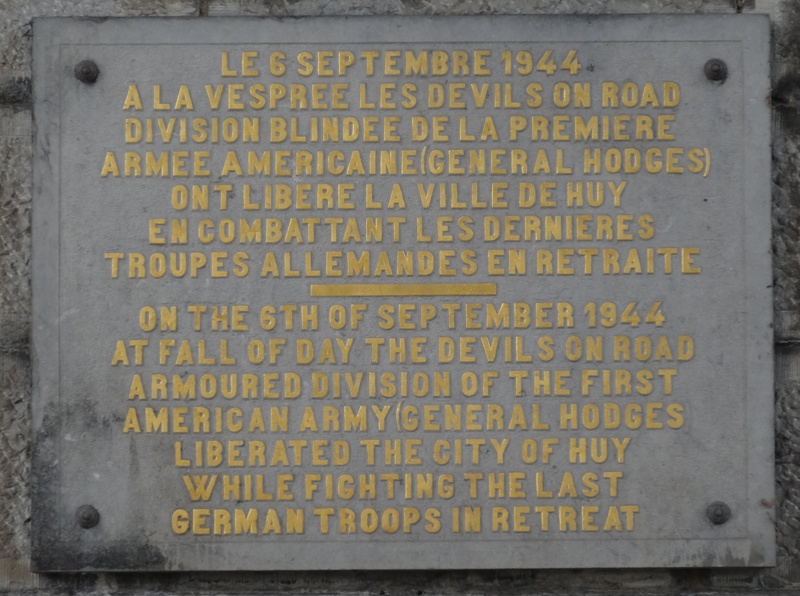 LE 6 SEPTEMBRE 1944
A LA VESPREE LES DEVILS ON ROAD
DIVISION BLINDEE DE LA PREMIERE
ARMEE AMERICAINE (GENERAL HODGES)
ONT LIBERE LA VILLE DE HUY
EN COMBATTANT LES DERNIERES
TROUPES ALLEMANDES EN RETRAITE
ON THE 6TH OF SEPTEMBER 1944
AT FALL OF DAY THE DEVILS ON ROAD
ARMOURED DIVISION OF THE FIRST
AMERICAN ARMY (GENERAL HODGES
LIBERATED THE CITY OF HUY
WHILE FIGHTING THE LAST
GERMAN TROOPS IN RETREAT